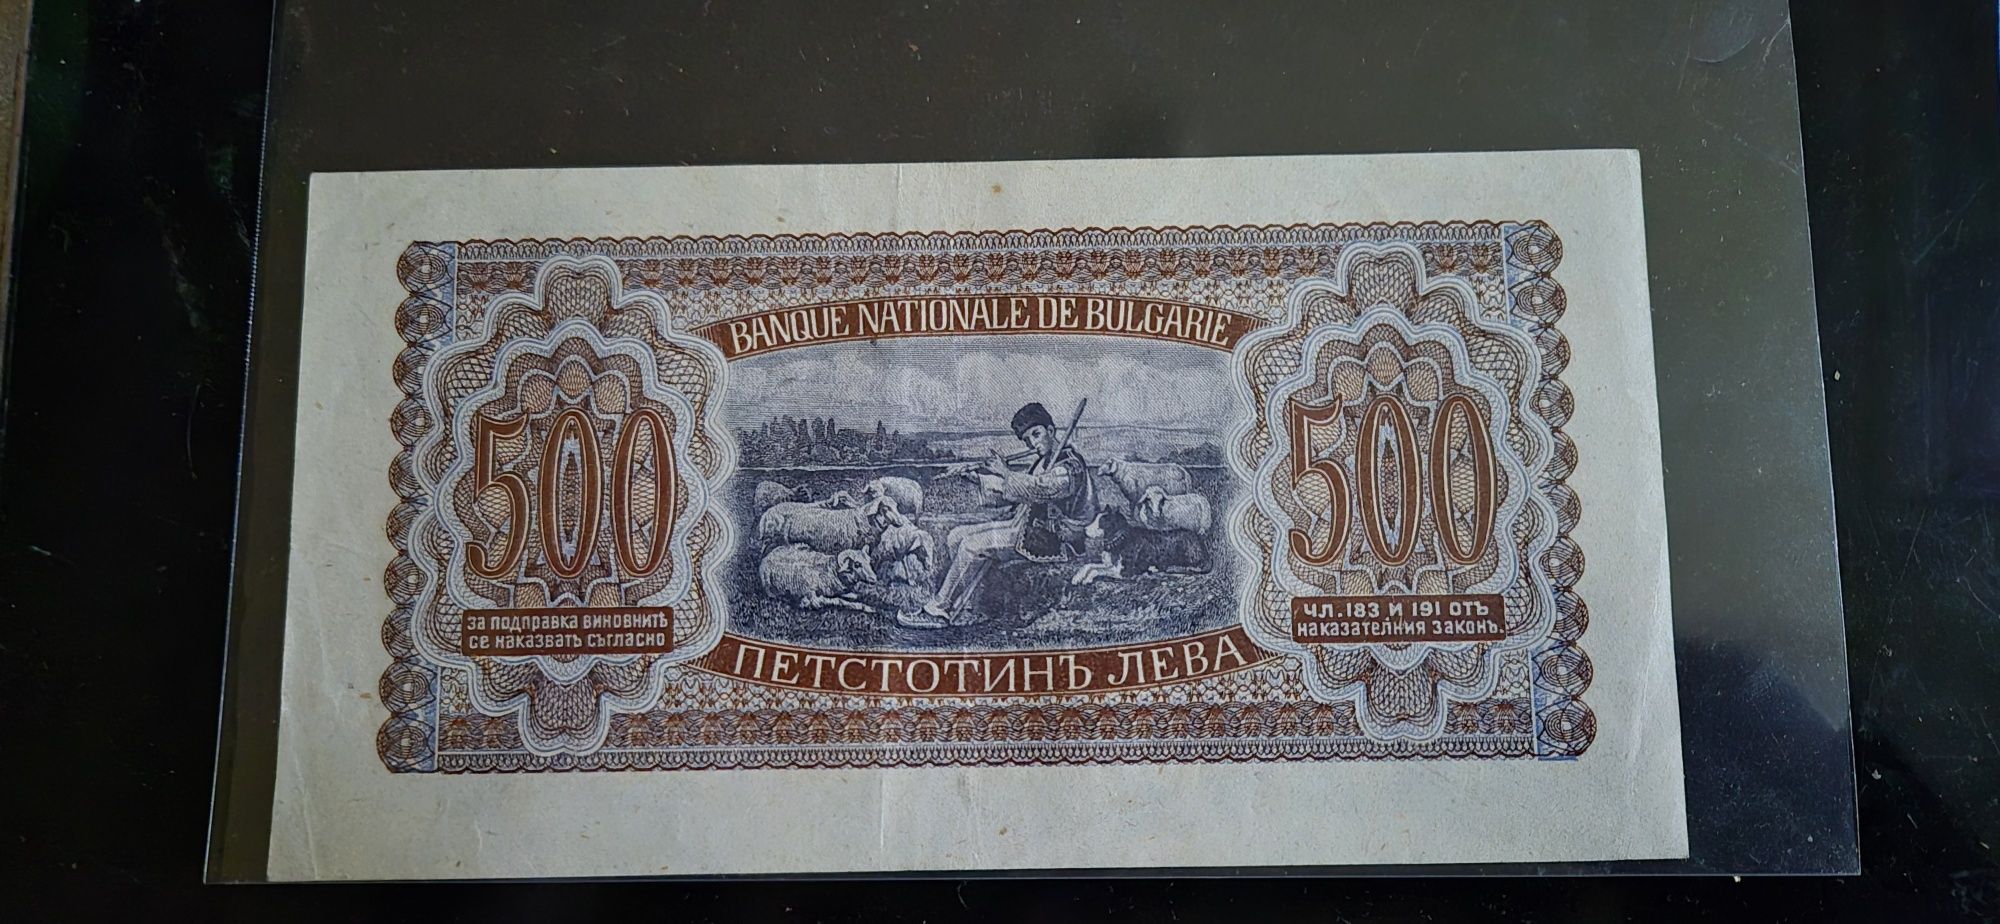 BANQUE NATIONALE DE BULGARIE
500
500
за подправка виновнитѣ
се наказватъ съгласно
чл. 183 и 191 отъ
наказателния законъ.
ПЕТСТОТИНЪ ЛЕВА